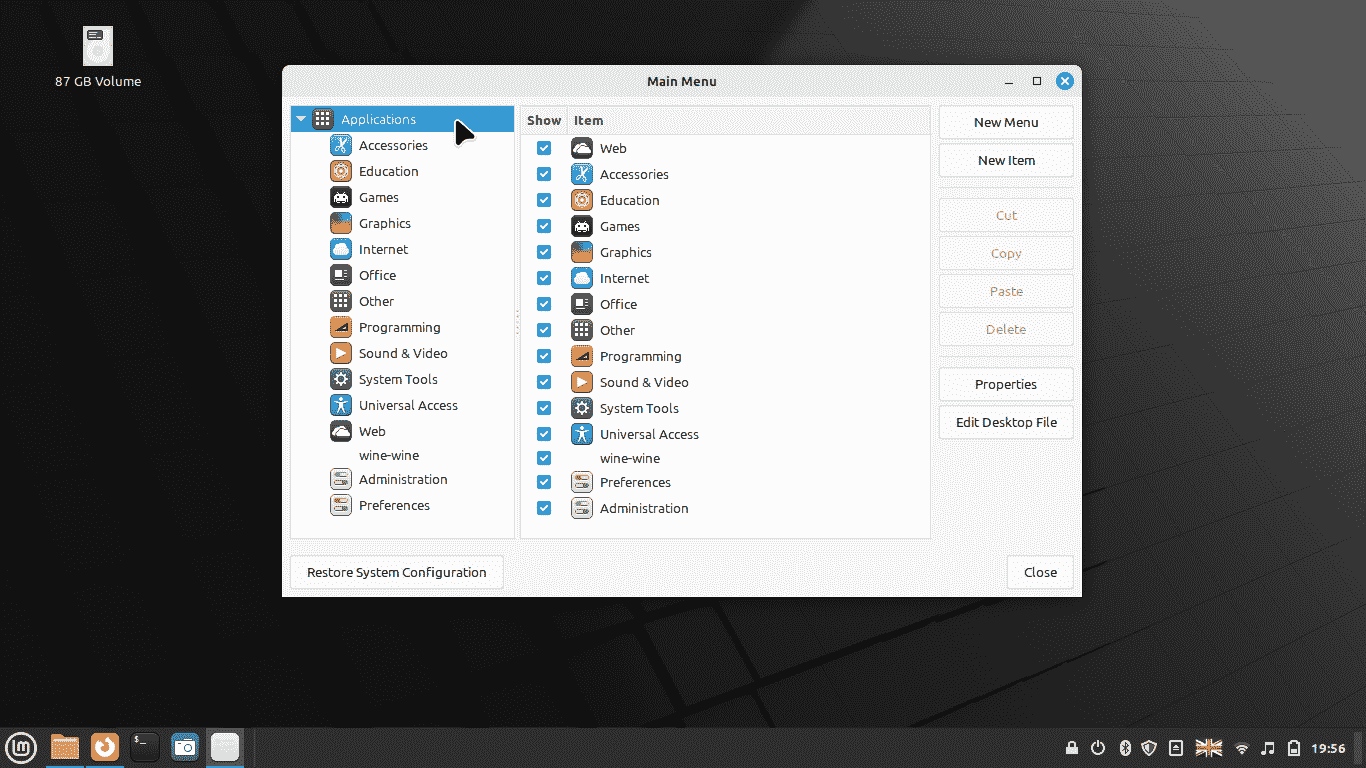 87 GB Volume
Main Menu
Applications
Accessories
Education
Games
Graphics
Internet
Office
Other
Programming
Sound & Video
System Tools
Universal Access
Web
wine-wine
Administration
Preferences
Show Item
Web
Accessories
Education
Games
Graphics
Internet
Office
Other
Programming
Sound & Video
System Tools
Universal Access
wine-wine
Preferences
Administration
New Menu
New Item
Cut
Copy
Paste
Delete
Properties
Edit Desktop File
Restore System Configuration
Close
19:56